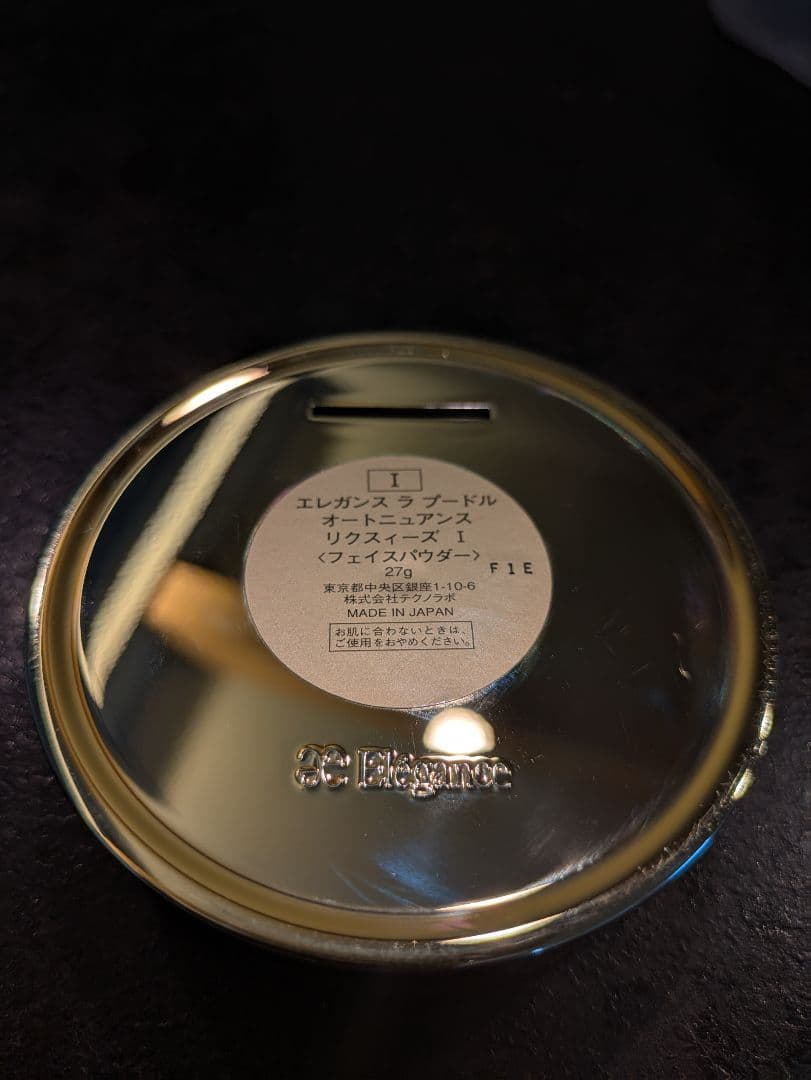 I
エレガンス ラ プードル
オートニュアンス
リクスィーズ I
〈フェイスパウダー〉
27g
F1E
東京都中央区銀座1-10-6
株式会社テクノラボ
MADE IN JAPAN
お肌に合わないときは、
ご使用をおやめください。
æ Elégance